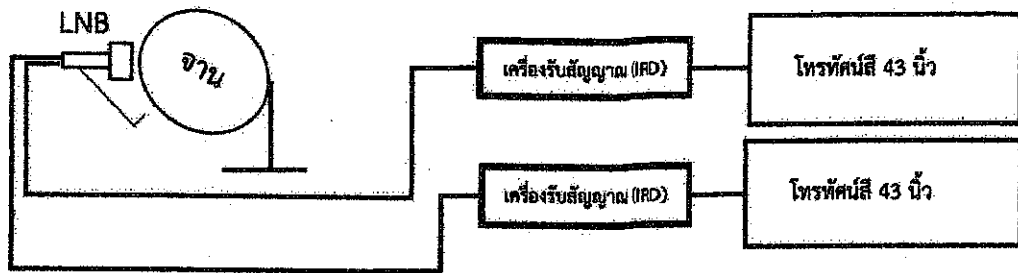 LNB
จาน
เครื่องรับสัญญาณ (IRD)
โทรทัศน์สี 43 นิ้ว
เครื่องรับสัญญาณ (IRD)
โทรทัศน์สี 43 นิ้ว